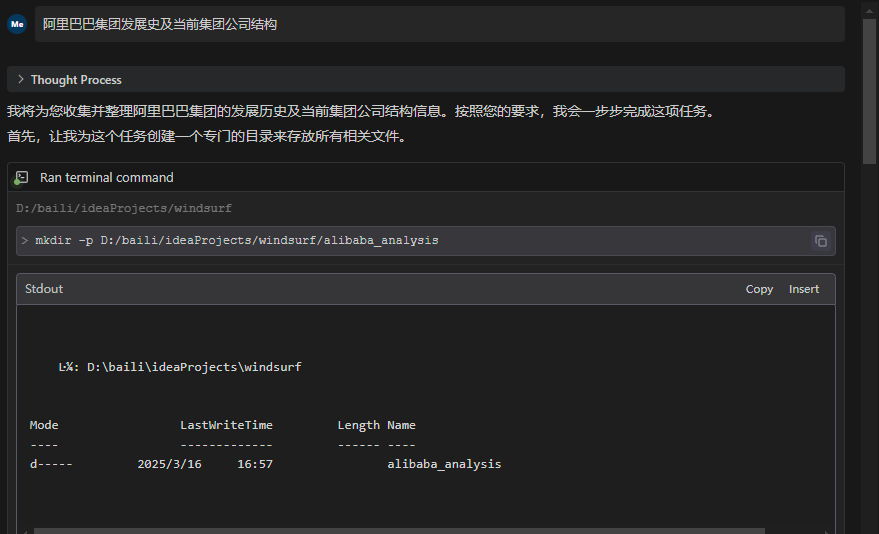 Me
阿里巴巴集团发展史及当前集团公司结构
Thought Process
我将为您收集并整理阿里巴巴集团的发展历史及当前集团公司结构信息。按照您的要求，我会一步步完成这项任务。
首先，让我为这个任务创建一个专门的目录来存放所有相关文件。
Ran terminal command
D:/baili/ideaProjects/windsurf
> mkdir -p D:/baili/ideaProjects/windsurf/alibaba_analysis
Stdout Copy Insert
: D:\baili\ideaProjects\windsurf
Mode LastWriteTime Length Name
---- ------------- ------ ----
d----- 2025/3/16 16:57 alibaba_analysis